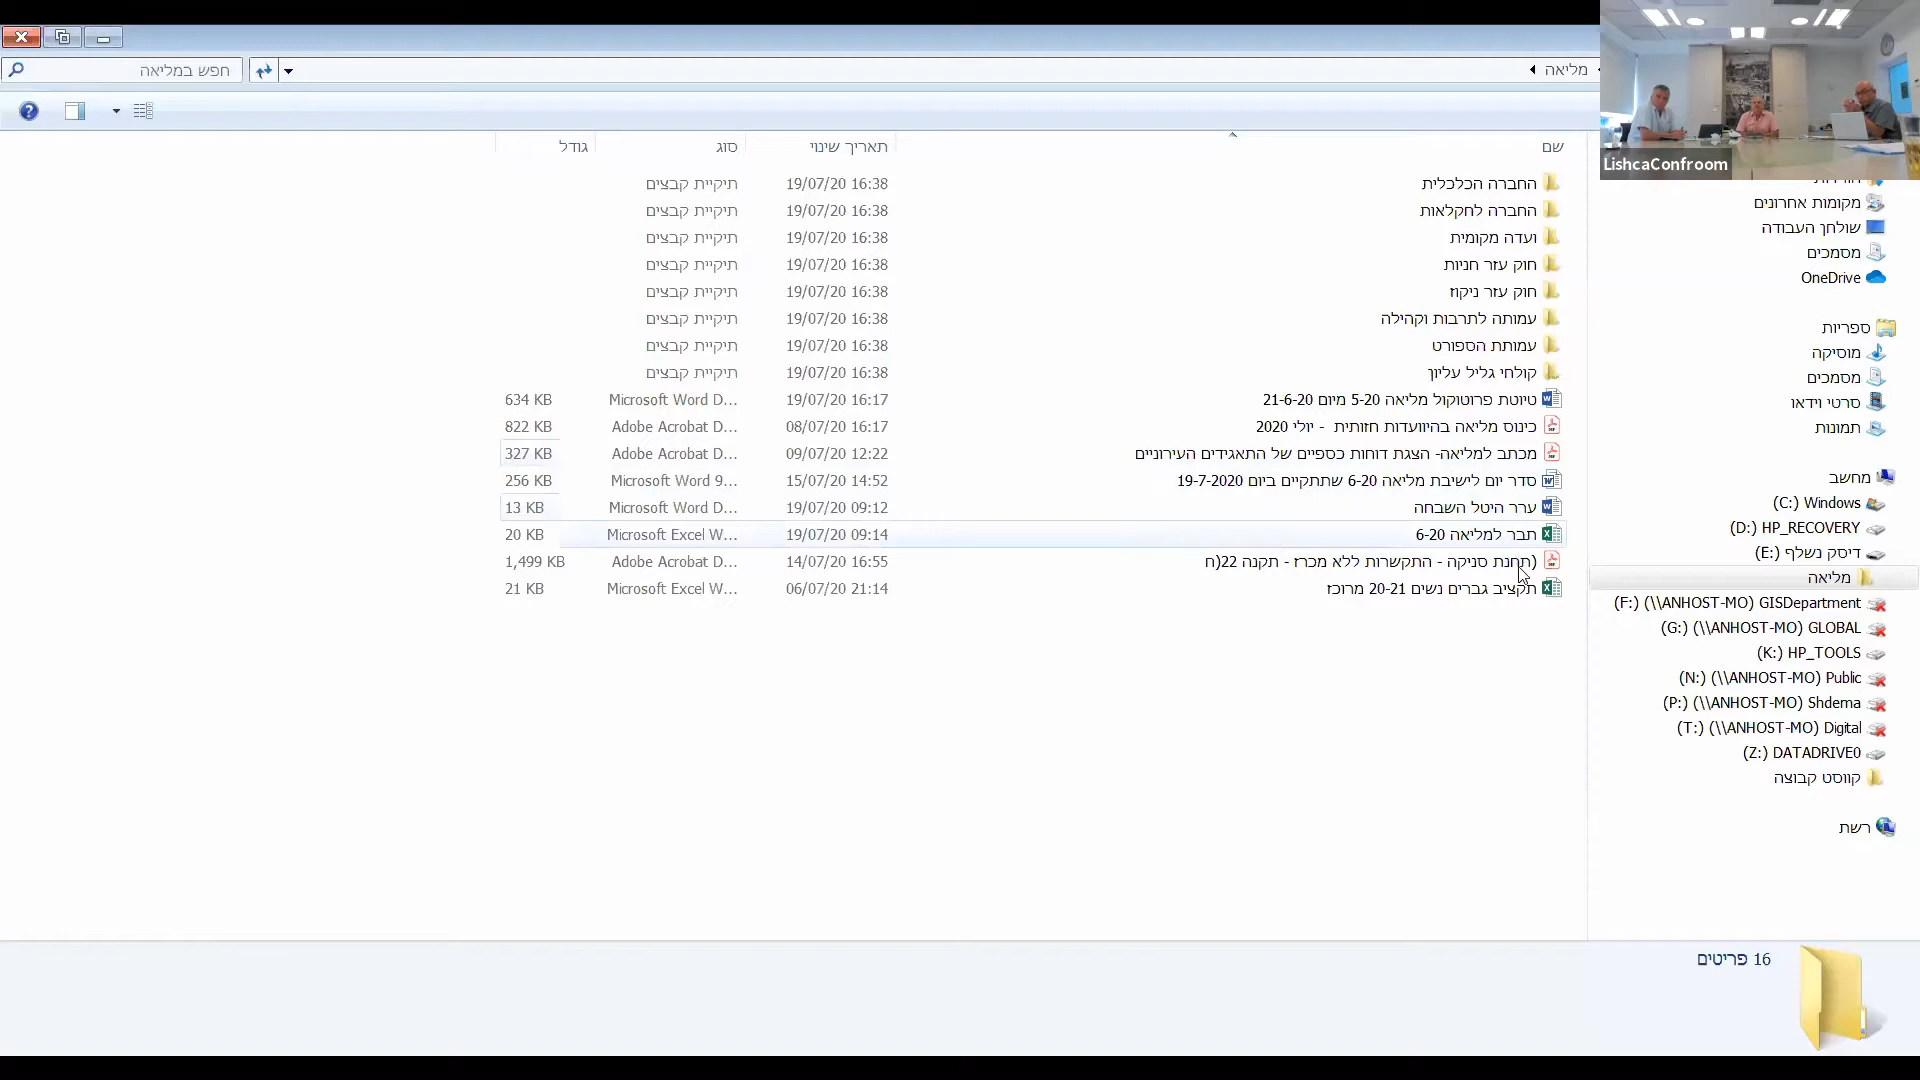 מליאה
חפש במליאה
LishcaConfroom
שם תאריך שינוי סוג גודל
החברה הכלכלית 19/07/20 16:38 תיקיית קבצים
החברה לחקלאות 19/07/20 16:38 תיקיית קבצים
ועדה מקומית 19/07/20 16:38 תיקיית קבצים
חוק עזר חניות 19/07/20 16:38 תיקיית קבצים
חוק עזר ניקוז 19/07/20 16:38 תיקיית קבצים
עמותה לתרבות וקהילה 19/07/20 16:38 תיקיית קבצים
עמותת הספורט 19/07/20 16:38 תיקיית קבצים
קולחי גליל עליון 19/07/20 16:38 תיקיית קבצים
טיוטת פרוטוקול מליאה 5-20 מיום 21-6-20 19/07/20 16:17 Microsoft Word D... 634 KB
כינוס מליאה בהיוועדות חזותית - יולי 2020 08/07/20 16:17 Adobe Acrobat D... 822 KB
מכתב למליאה- הצגת דוחות כספיים של התאגידים העירוניים 09/07/20 12:22 Adobe Acrobat D... 327 KB
סדר יום לישיבת מליאה 6-20 שתתקיים ביום 19-7-2020 15/07/20 14:52 Microsoft Word 9... 256 KB
ערר היטל השבחה 19/07/20 09:12 Microsoft Word D... 13 KB
תבר למליאה 6-20 19/07/20 09:14 Microsoft Excel W... 20 KB
(תחנת סניקה - התקשרות ללא מכרז - תקנה 22(ח 14/07/20 16:55 Adobe Acrobat D... 1,499 KB
תקציב גברים נשים 20-21 מרוכז 06/07/20 21:14 Microsoft Excel W... 21 KB
מקומות אחרונים
שולחן העבודה
מסמכים
OneDrive
ספריות
מוסיקה
מסמכים
סרטי וידאו
תמונות
מחשב
Windows (C:)
HP_RECOVERY (D:)
דיסק נשלף (E:)
מליאה
GISDepartment (\\ANHOST-MO) (F:)
GLOBAL (\\ANHOST-MO) (G:)
HP_TOOLS (K:)
Public (\\ANHOST-MO) (N:)
Shdema (\\ANHOST-MO) (P:)
Digital (\\ANHOST-MO) (T:)
DATADRIVE0 (Z:)
קווסט קבוצה
רשת
16 פריטים